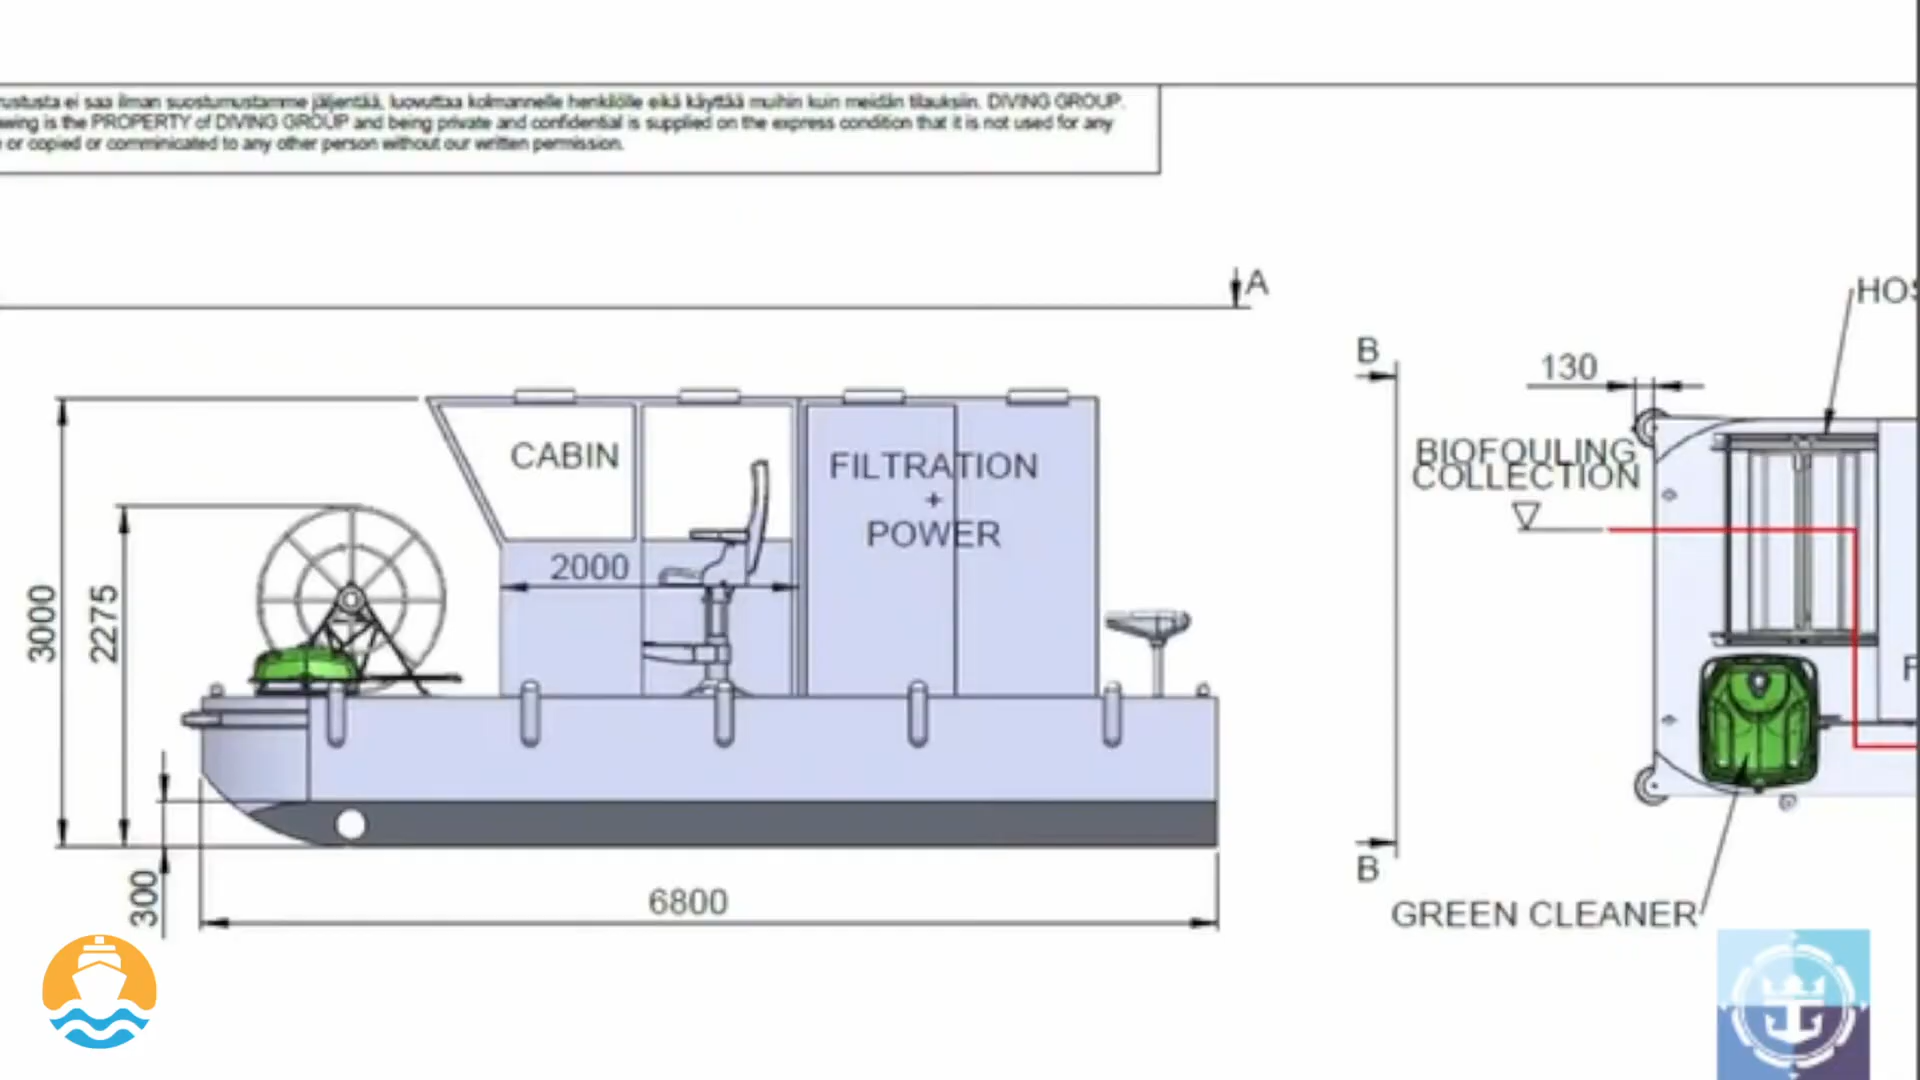 rustusta ei saa ilman suostumustamme jäljentää, luovuttaa kolmannelle henkilölle eikä käyttää muihin kuin meidän tilauksiin. DIVING GROUP.
awing is the PROPERTY of DIVING GROUP and being private and confidential is supplied on the express condition that it is not used for any
or copied or comminicated to any other person without our written permission.
A
HOS
B
130
CABIN
FILTRATION
+
POWER
BIOFOULING
COLLECTION
2000
3000
2275
300
6800
B
GREEN CLEANER
F